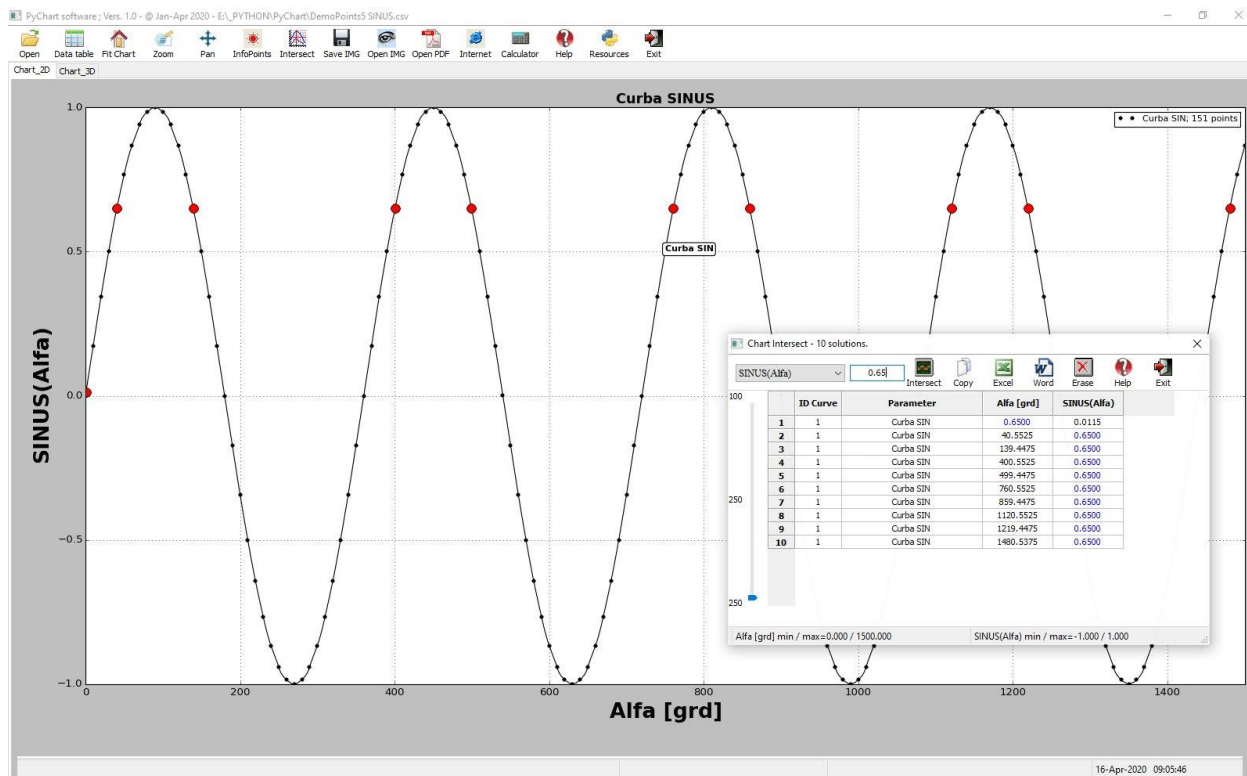 PyChart software ; Vers. 1.0 - @ Jan-Apr 2020 - E:\_PYTHON\PyChart\DemoPoints5 SINUS.csv
Open Data table Fit Chart Zoom Pan InfoPoints Intersect Save IMG Open IMG Open PDF Internet Calculator Help Resources Exit
Chart_2D Chart_3D
Curba SINUS
Curba SIN; 151 points
1.0
0.5
0.0
−0.5
−1.0
SINUS(Alfa)
Curba SIN
0 200 400 600 800 1000 1200 1400
Alfa [grd]
Chart Intersect - 10 solutions.
SINUS(Alfa) 0.65 Intersect Copy Excel Word Erase Help Exit
100
250
250
ID Curve Parameter Alfa [grd] SINUS(Alfa)
1 1 Curba SIN 0.6500 0.0115
2 1 Curba SIN 40.5525 0.6500
3 1 Curba SIN 139.4475 0.6500
4 1 Curba SIN 400.5525 0.6500
5 1 Curba SIN 499.4475 0.6500
6 1 Curba SIN 760.5525 0.6500
7 1 Curba SIN 859.4475 0.6500
8 1 Curba SIN 1120.5525 0.6500
9 1 Curba SIN 1219.4475 0.6500
10 1 Curba SIN 1480.5375 0.6500
Alfa [grd] min / max=0.000 / 1500.000 SINUS(Alfa) min / max=-1.000 / 1.000
16-Apr-2020 09:05:46